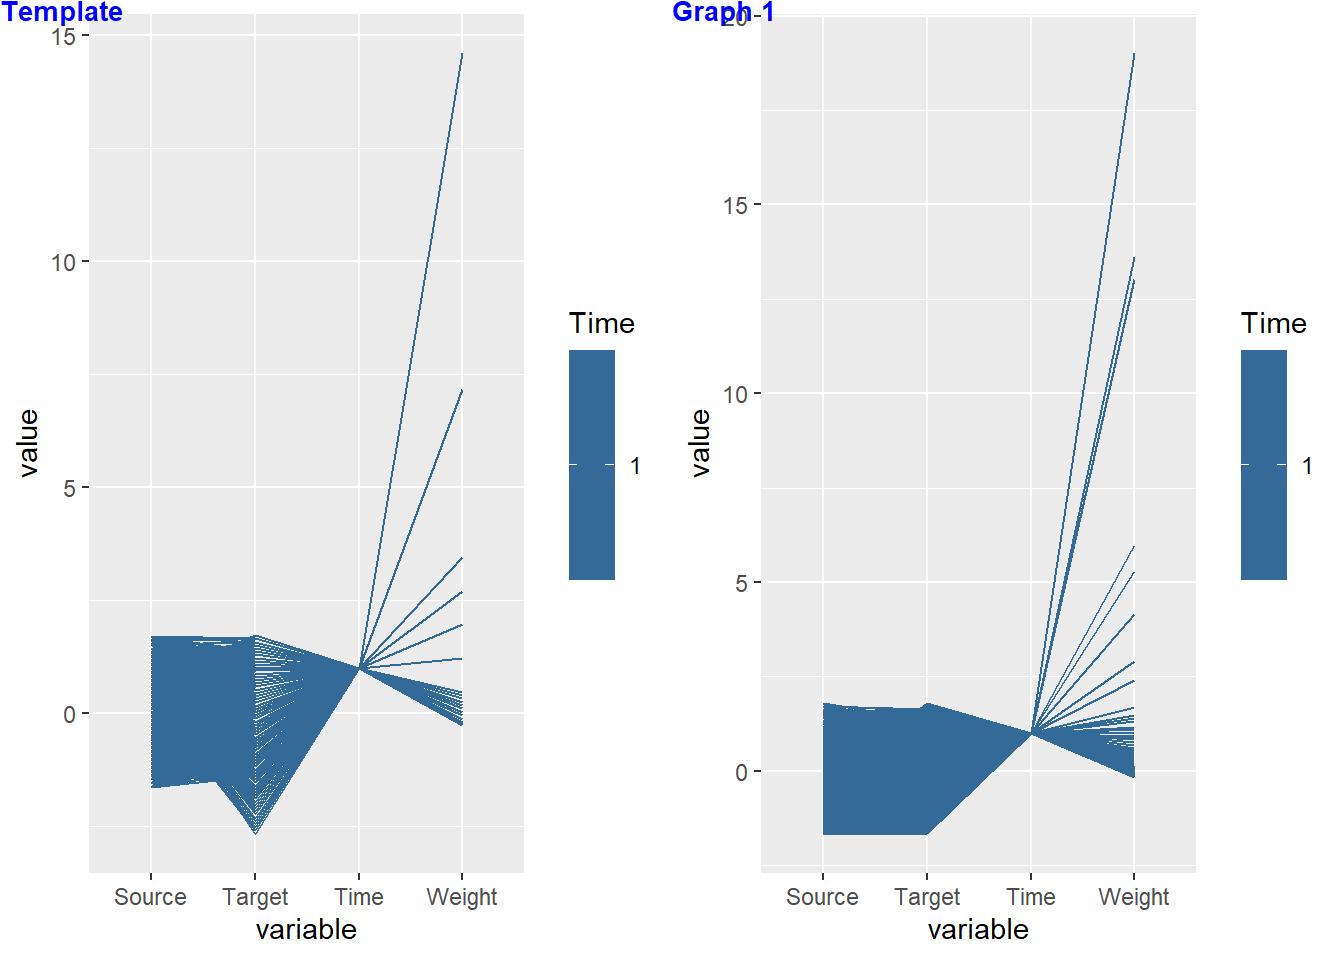 Template
Graph 1
15
10
5
0
value
Source Target Time Weight
variable
Time
1
20
15
10
5
0
value
Source Target Time Weight
variable
Time
1